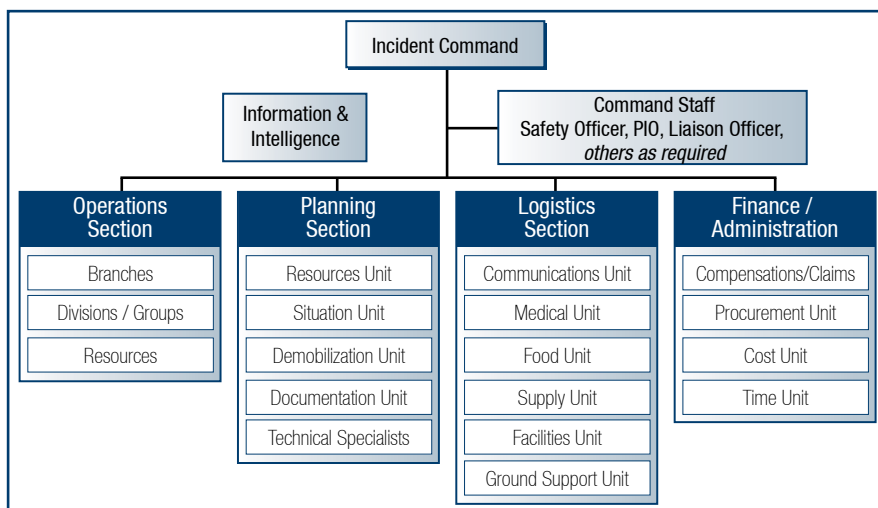 Incident Command
Information &
Intelligence
Command Staff
Safety Officer, PIO, Liaison Officer,
others as required
Operations
Section
Branches
Divisions / Groups
Resources
Planning
Section
Resources Unit
Situation Unit
Demobilization Unit
Documentation Unit
Technical Specialists
Logistics
Section
Communications Unit
Medical Unit
Food Unit
Supply Unit
Facilities Unit
Ground Support Unit
Finance /
Administration
Compensations/Claims
Procurement Unit
Cost Unit
Time Unit